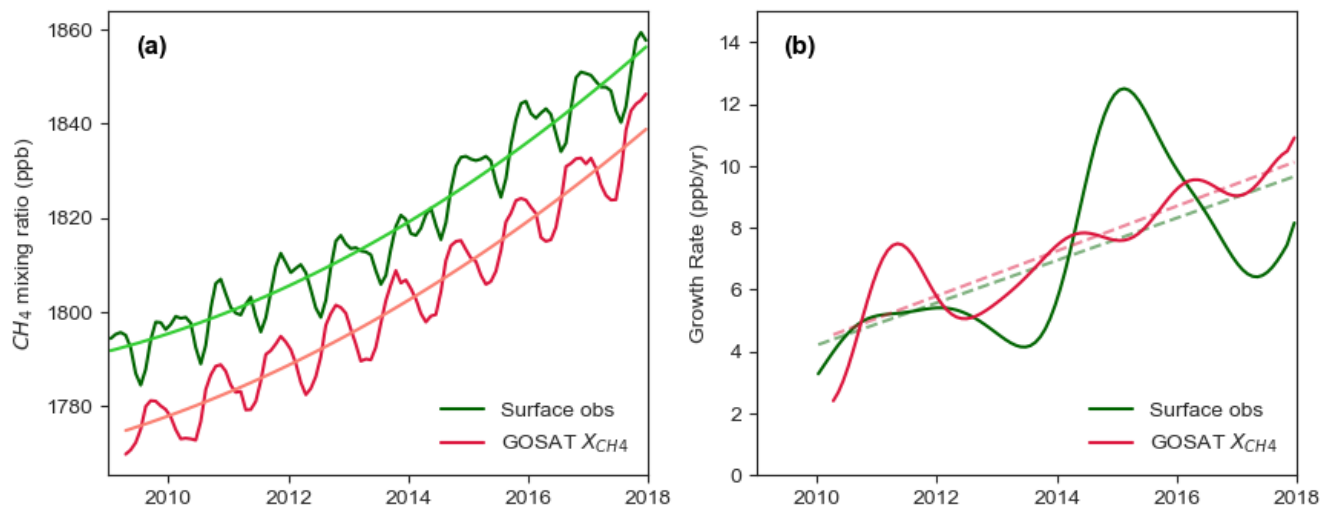 (a)
CH4 mixing ratio (ppb)
1860
1840
1820
1800
1780
2010 2012 2014 2016 2018
Surface obs
GOSAT XCH4
(b)
Growth Rate (ppb/yr)
14
12
10
8
6
4
2
0
2010 2012 2014 2016 2018
Surface obs
GOSAT XCH4